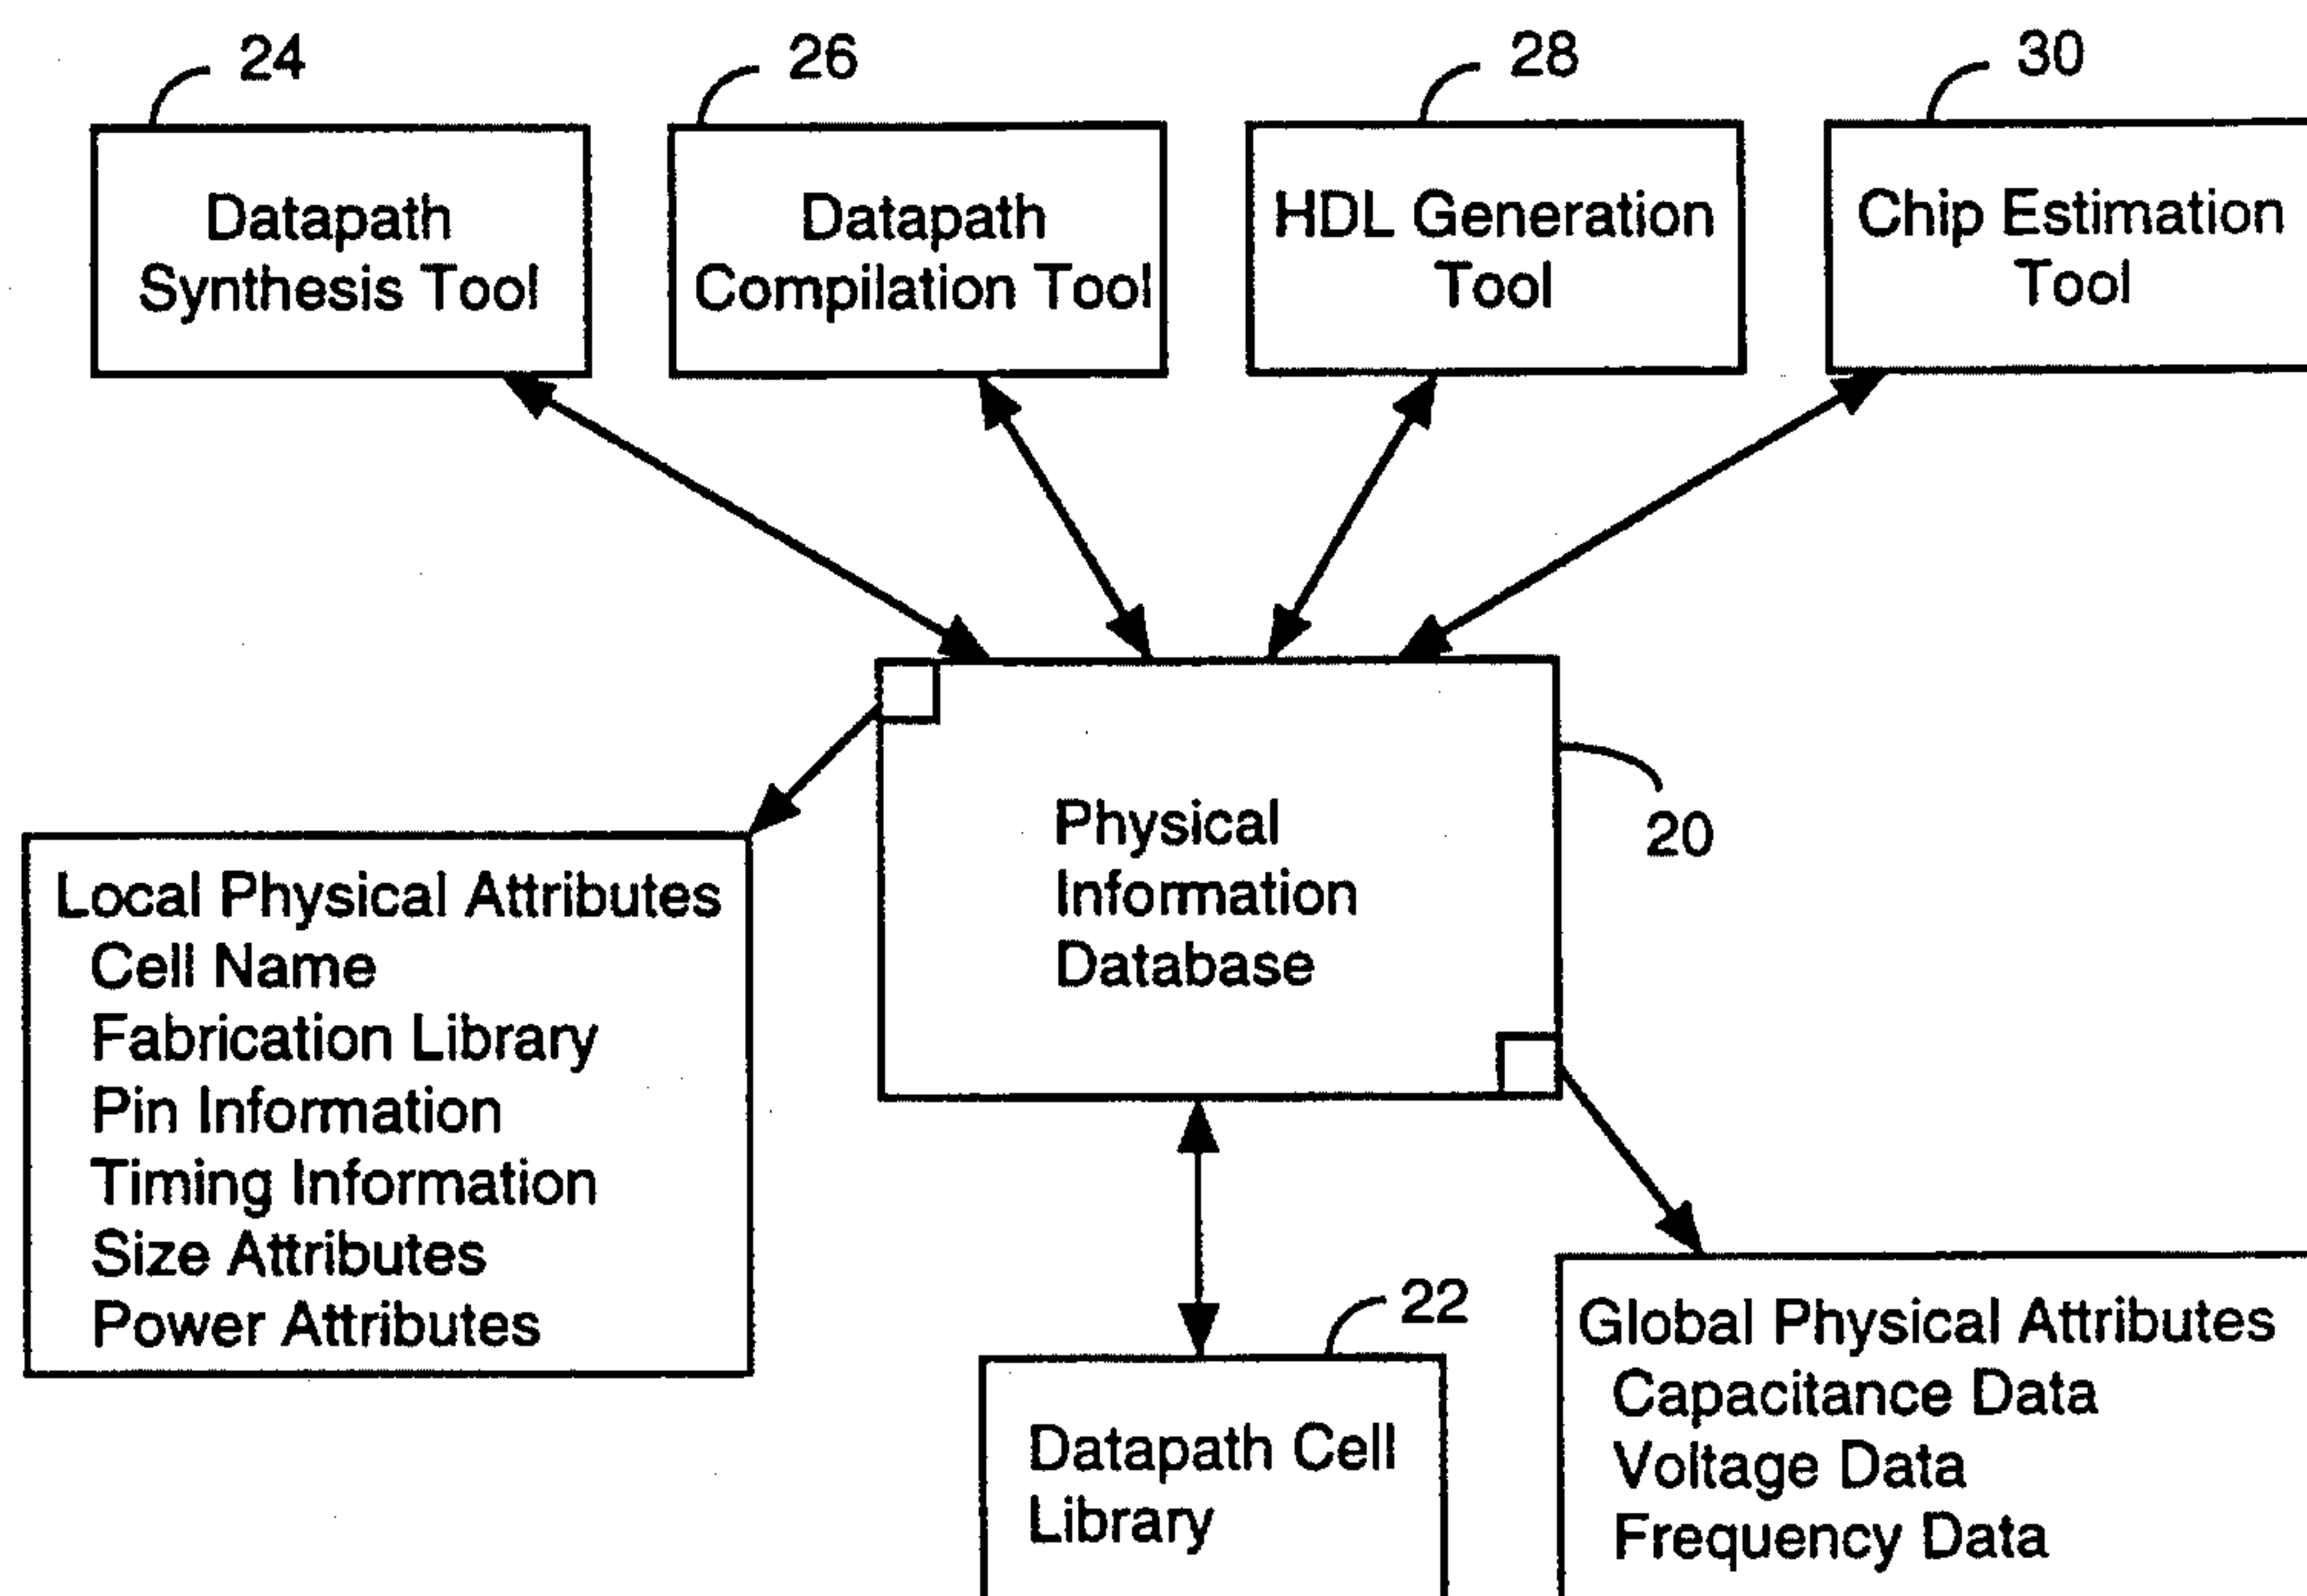 24
26
28
30
Datapath
Synthesis Tool
Datapath
Compilation Tool
HDL Generation
Tool
Chip Estimation
Tool
Physical
Information
Database
20
Local Physical Attributes
Cell Name
Fabrication Library
Pin Information
Timing Information
Size Attributes
Power Attributes
22
Datapath Cell
Library
Global Physical Attributes
Capacitance Data
Voltage Data
Frequency Data